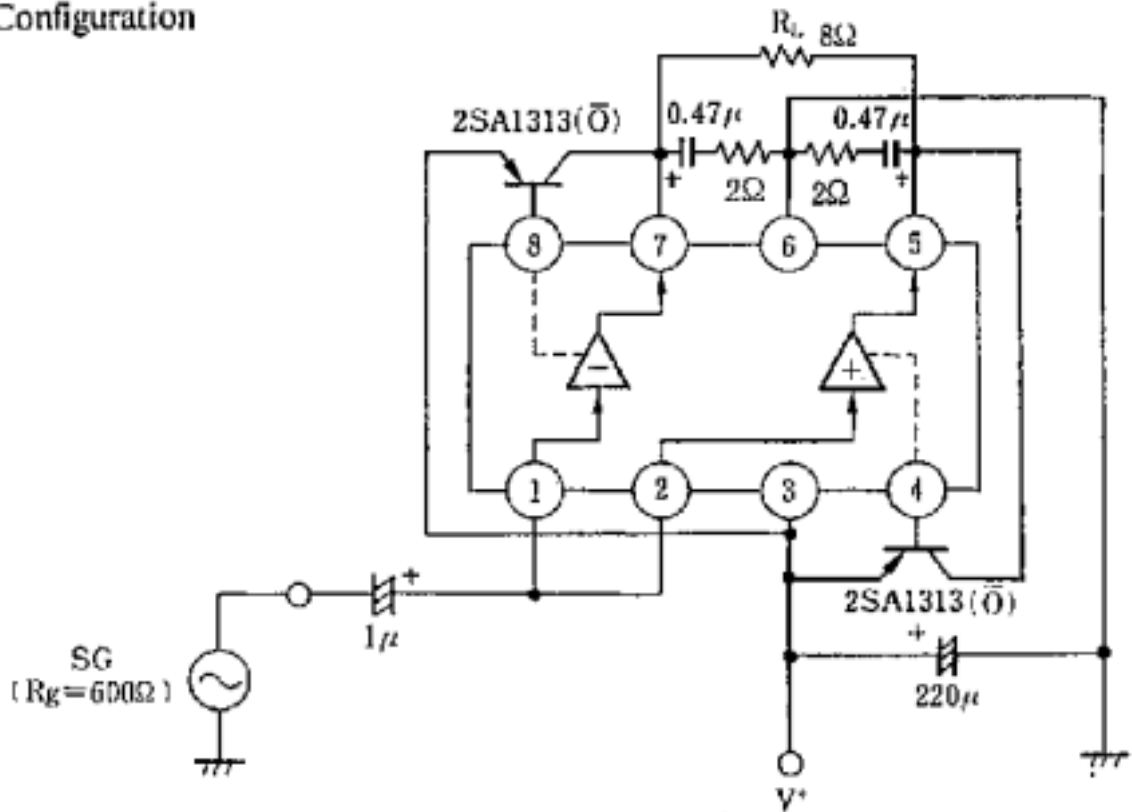 Configuration
RL 8Ω
2SA1313(Ō)
0.47μ
0.47μ
+
2Ω
2Ω
+
8
7
6
5
−
+
1
2
3
4
+
1μ
2SA1313(Ō)
SG
(Rg=600Ω)
+
220μ
V+